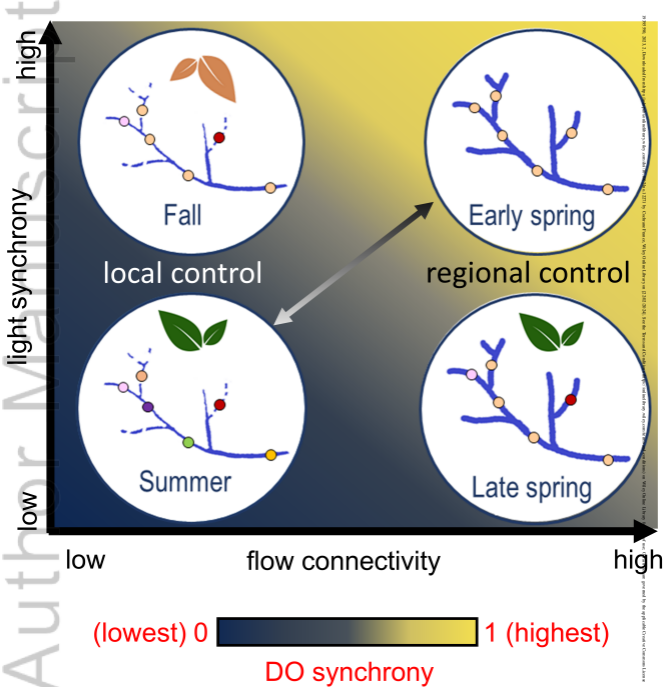 high
Fall
Early spring
local control
regional control
light synchrony
Summer
Late spring
low
low
flow connectivity
high
(lowest) 0
1 (highest)
DO synchrony
Author Manuscript